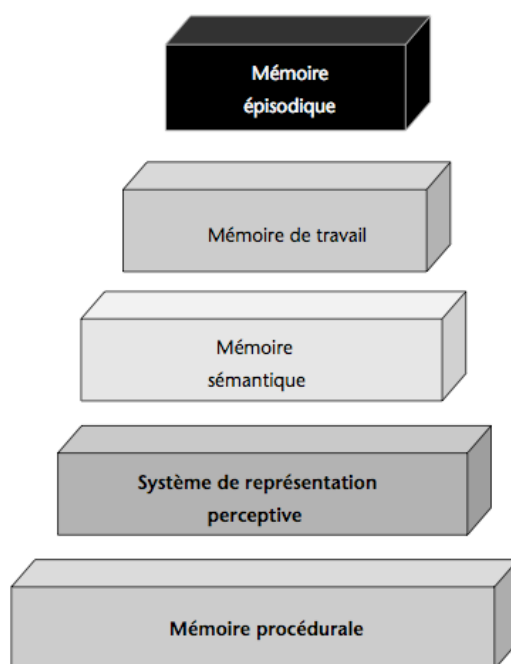 Mémoire
épisodique
Mémoire de travail
Mémoire
sémantique
Système de représentation
perceptive
Mémoire procédurale